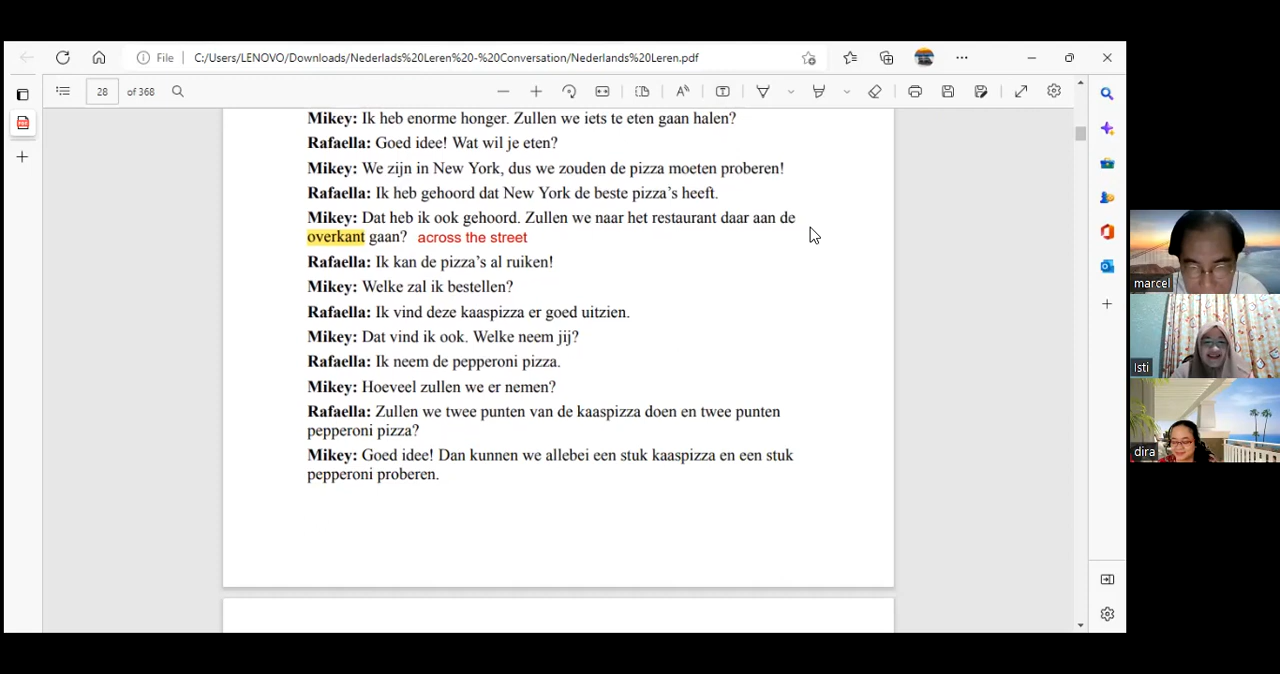 File
C:/Users/LENOVO/Downloads/Nederlads%20Leren%20-%20Conversation/Nederlands%20Leren.pdf
28 of 368
Mikey: Ik heb enorme honger. Zullen we iets te eten gaan halen?
Rafaella: Goed idee! Wat wil je eten?
Mikey: We zijn in New York, dus we zouden de pizza moeten proberen!
Rafaella: Ik heb gehoord dat New York de beste pizza’s heeft.
Mikey: Dat heb ik ook gehoord. Zullen we naar het restaurant daar aan de
overkant gaan? across the street
Rafaella: Ik kan de pizza’s al ruiken!
Mikey: Welke zal ik bestellen?
Rafaella: Ik vind deze kaaspizza er goed uitzien.
Mikey: Dat vind ik ook. Welke neem jij?
Rafaella: Ik neem de pepperoni pizza.
Mikey: Hoeveel zullen we er nemen?
Rafaella: Zullen we twee punten van de kaaspizza doen en twee punten
pepperoni pizza?
Mikey: Goed idee! Dan kunnen we allebei een stuk kaaspizza en een stuk
pepperoni proberen.
marcel
Isti
dira